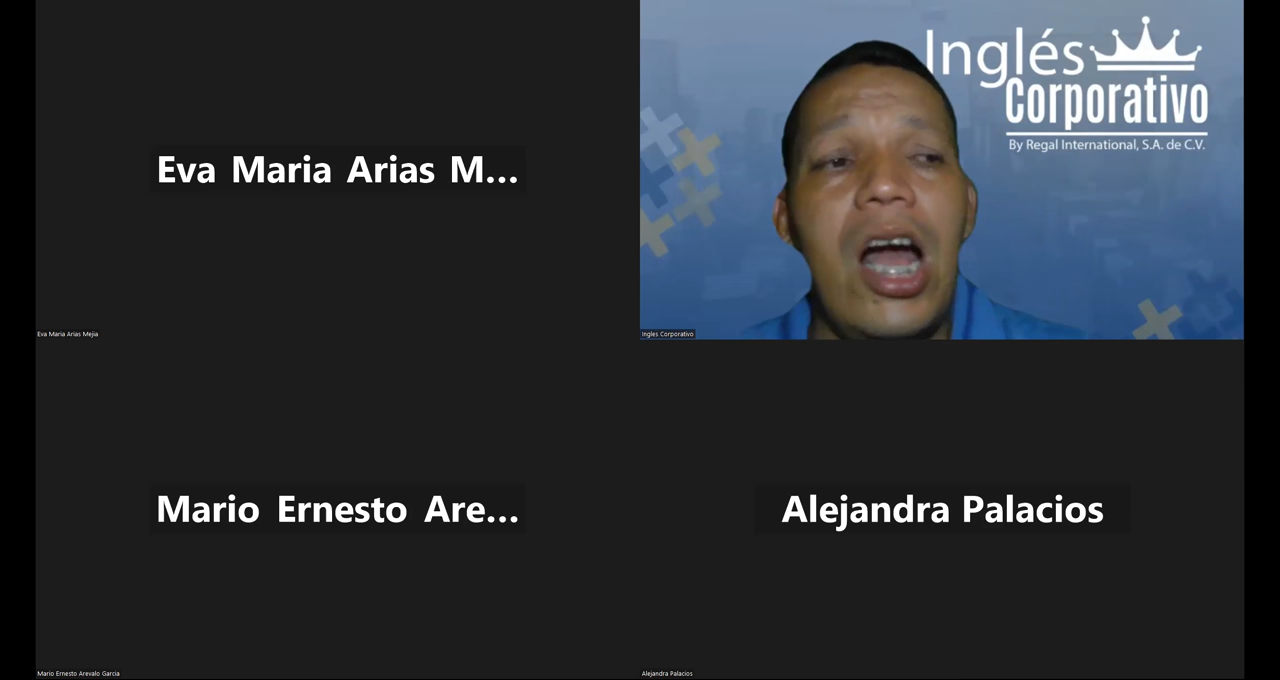 Eva Maria Arias M...
Eva Maria Arias Mejia
Inglés
Corporativo
By Regal International, S.A. de C.V.
Ingles Corporativo
Mario Ernesto Are...
Mario Ernesto Arevalo Garcia
Alejandra Palacios
Alejandra Palacios